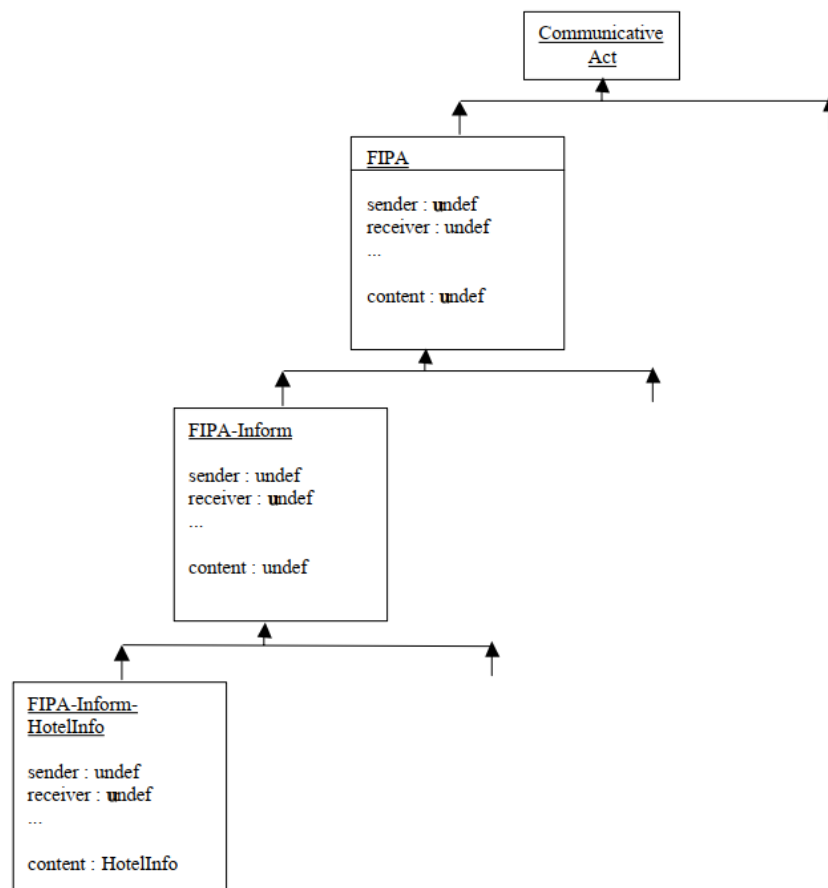 Communicative
Act
FIPA
sender : undef
receiver : undef
...
content : undef
FIPA-Inform
sender : undef
receiver : undef
...
content : undef
FIPA-Inform-
HotelInfo
sender : undef
receiver : undef
...
content : HotelInfo